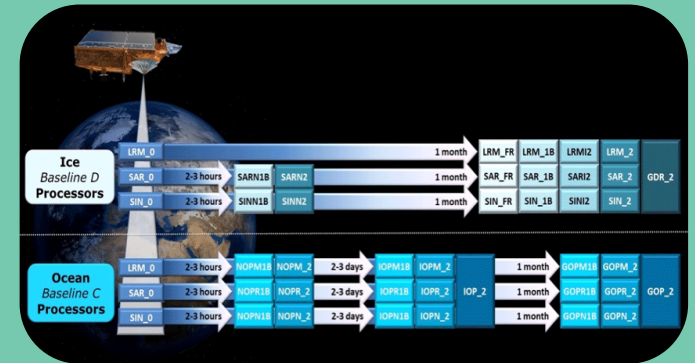 Ice
Baseline D
Processors
LRM_0 1 month LRM_FR LRM_1B LRMI2 LRM_2
SAR_0 2-3 hours SARN1B SARN2 1 month SAR_FR SAR_1B SARI2 SAR_2 GDR_2
SIN_0 2-3 hours SINN1B SINN2 1 month SIN_FR SIN_1B SINI2 SIN_2
Ocean
Baseline C
Processors
LRM_0 2-3 hours NOPM1B NOPM_2 2-3 days IOPM1B IOPM_2 1 month GOPM1B GOPM_2
SAR_0 2-3 hours NOPR1B NOPR_2 2-3 days IOPR1B IOPR_2 IOP_2 1 month GOPR1B GOPR_2 GOP_2
SIN_0 2-3 hours NOPN1B NOPN_2 2-3 days IOPN1B IOPN_2 1 month GOPN1B GOPN_2